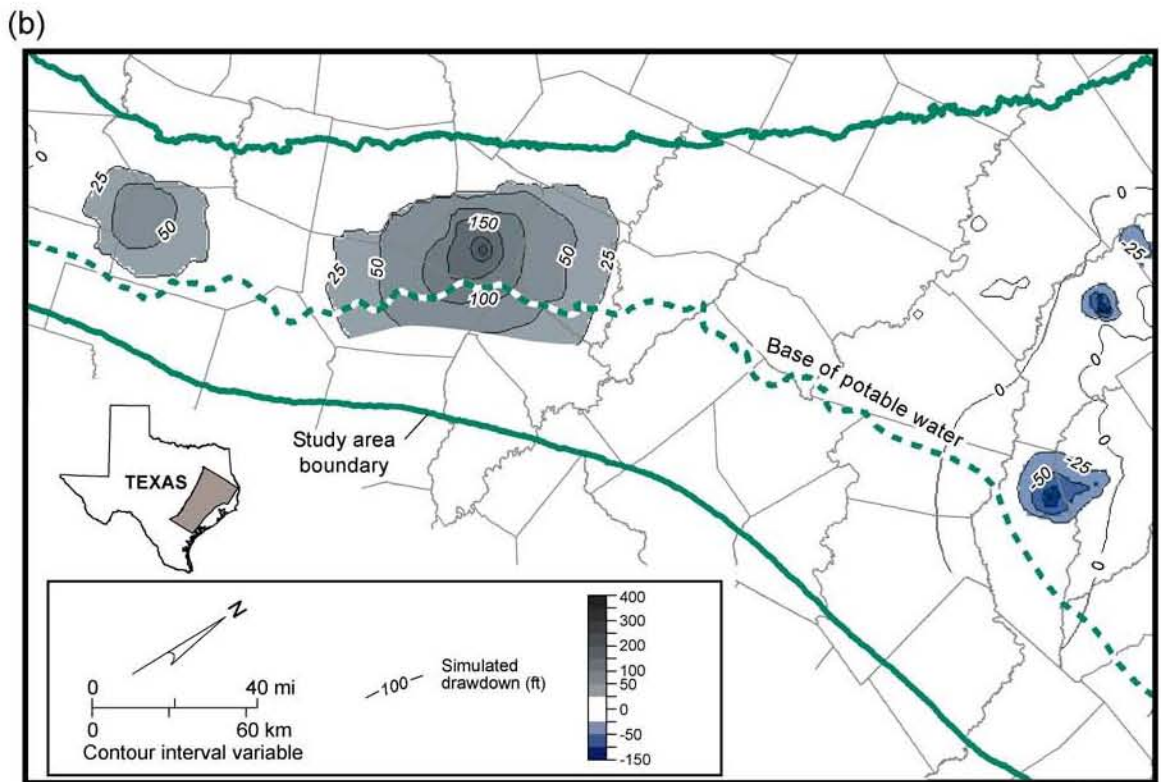 (b)
0
0
25
50
150
25
50
50
25
100
-25
0
0
Base of potable water
0
-25
-50
0
0
Study area
boundary
TEXAS
N
0 40 mi
0 60 km
Contour interval variable
-100-
Simulated
drawdown (ft)
400
300
200
100
50
0
-50
-150